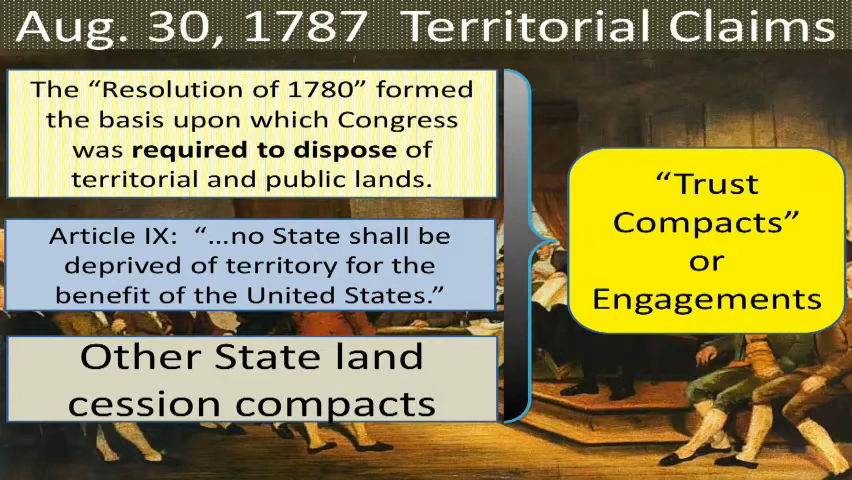 Aug. 30, 1787 Territorial Claims
The “Resolution of 1780” formed
the basis upon which Congress
was required to dispose of
territorial and public lands.
Article IX: “...no State shall be
deprived of territory for the
benefit of the United States.”
Other State land
cession compacts
“Trust
Compacts”
or
Engagements